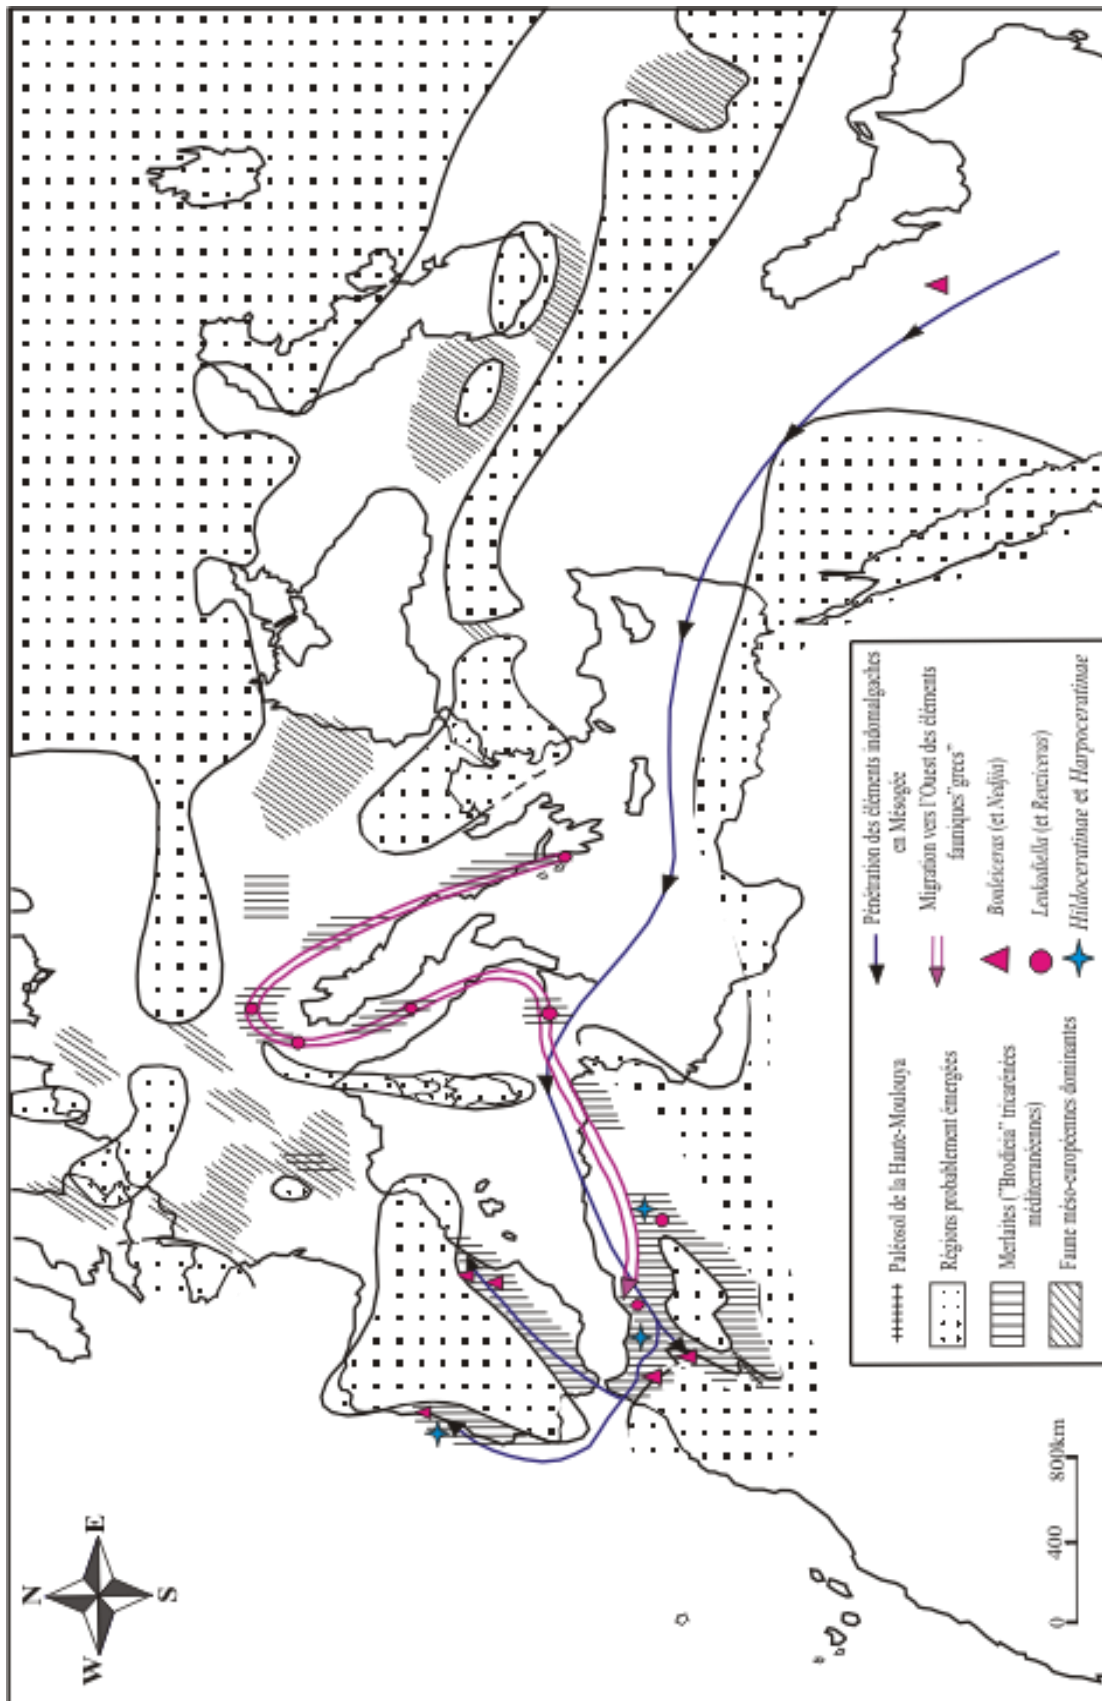 N
W
E
S
0
400
800km
Paléosol de la Haute-Moulouya
Régions probablement émergées
Merlaites ("Brodieia" tricarénées
méditerranéennes)
Faune méso-européennes dominantes
Pénétration des éléments indomalgaches
en Mésogée
Migration vers l'Ouest des éléments
fauniques"grecs"
Bouleiceras (et Nedjia)
Leukadiella (et Renziceras)
Hildoceratinae et Harpoceratinae